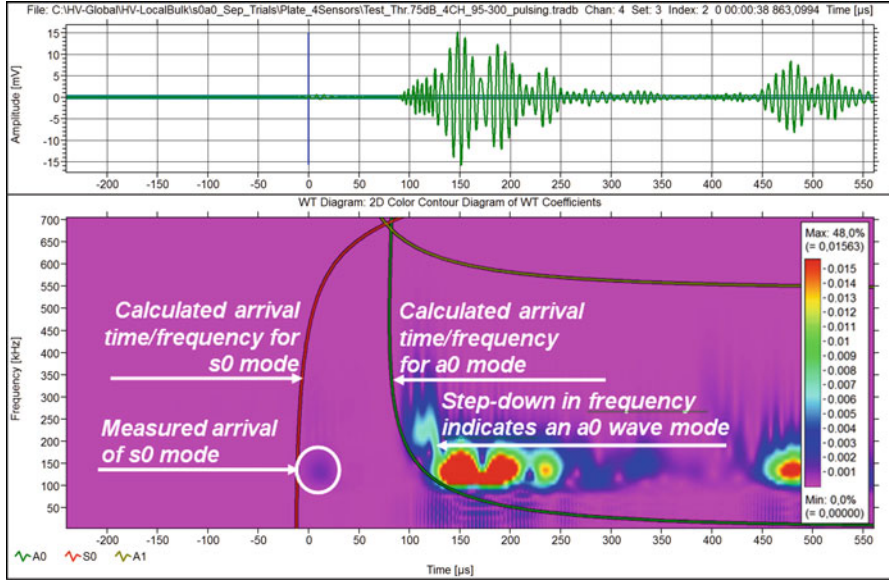 File: C:\HV-Global\HV-LocalBulk\s0a0_Sep_Trials\Plate_4Sensors\Test_Thr.75dB_4CH_95-300_pulsing.tradb Chan: 4 Set: 3 Index: 2 0 00:00:38 863,0994 Time [µs]
Amplitude [mV]
15
10
5
0
-5
-10
-15
-200 -150 -100 -50 0 50 100 150 200 250 300 350 400 450 500 550
WT Diagram: 2D Color Contour Diagram of WT Coefficients
Frequency [kHz]
700
650
600
550
500
450
400
350
300
250
200
150
100
50
Max: 48,0%
(= 0,01563)
0.015
0.014
0.013
0.012
0.011
0.01
0.009
0.008
0.007
0.006
0.005
0.004
0.003
0.002
0.001
Min: 0,0%
(= 0,00000)
Calculated arrival
time/frequency for
s0 mode
Calculated arrival
time/frequency
for a0 mode
Measured arrival
of s0 mode
Step-down in frequency
indicates an a0 wave mode
-200 -150 -100 -50 0 50 100 150 200 250 300 350 400 450 500 550
A0 S0 A1
Time [µs]